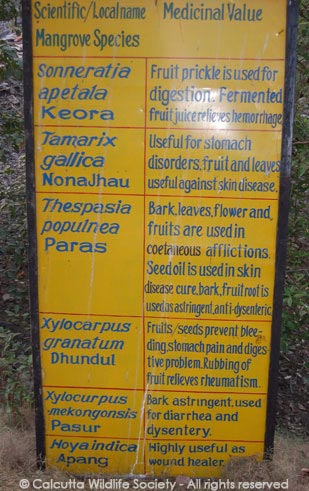 Scientific/Local name
Mangrove Species
Medicinal Value
Sonneratia
apetala
Keora
Fruit prickle is used for
digestion. Fermented
fruit juice relieves hemorrhage
Tamarix
gallica
NonaJhau
Useful for stomach
disorders, fruit and leaves
useful against skin disease.
Thespasia
populnea
Paras
Bark, leaves, flower and,
fruits are used in
coetaneous afflictions.
Seed oil is used in skin
disease cure, bark, fruit root is
used as astringent, anti-dysenteric
Xylocarpus
granatum
Dhundul
Fruits/seeds prevent blee-
ding, stomach pain and diges
tive problem. Rubbing of
fruit relieves rheumatism.
Xylocurpus
-mekongonsis
Pasur
Bark astringent, used
for diarrhea and
dysentery.
Hoya indica
Apang
Highly useful as
wound healer.
© Calcutta Wildlife Society - All rights reserved